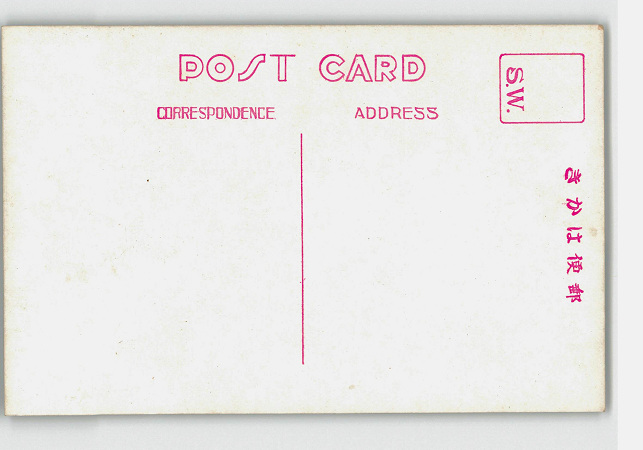 POST CARD
CORRESPONDENCE
ADDRESS
S.W.
きかは便郵